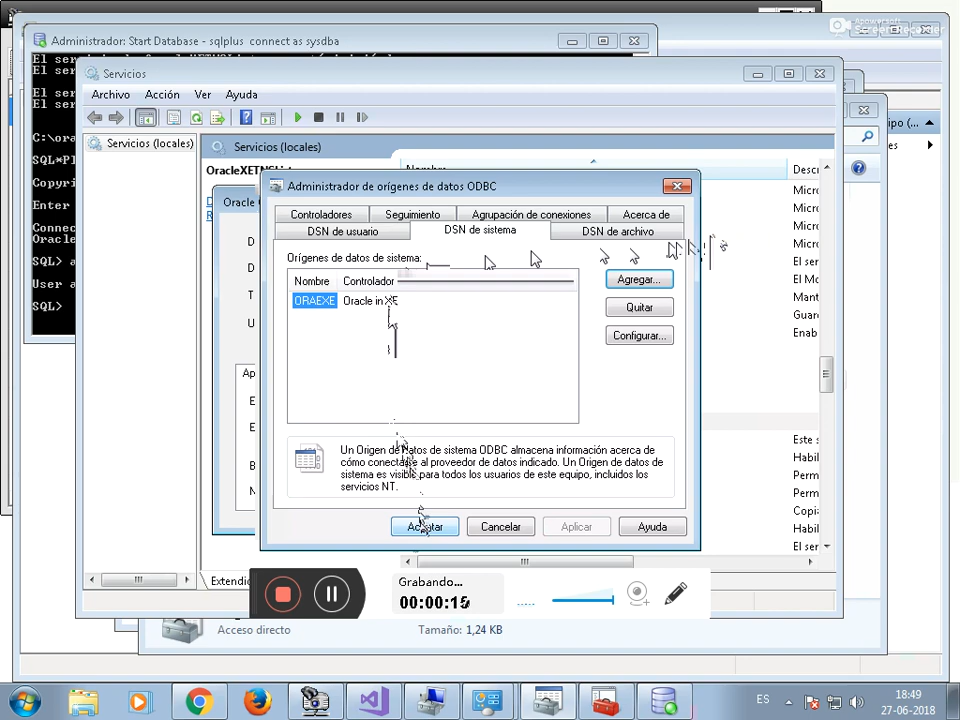 Administrador: Start Database - sqlplus connect as sysdba
Apowersoft
Screen Recorder
El ser
El ser
Servicios
El ser
El ser
Archivo Acción Ver Ayuda
C:\ora
Servicios (locales)
Servicios (locales)
SQL*Pl
Nombre
Descr
Copyri
Enter
Connec
Oracle
SQL> a
User a
SQL>
Administrador de orígenes de datos ODBC
Controladores Seguimiento Agrupación de conexiones Acerca de
DSN de usuario DSN de sistema DSN de archivo
Orígenes de datos de sistema:
Nombre Controlador
ORAEXE Oracle in XE
Agregar...
Quitar
Configurar...
Micro
Micro
Micro
Micro
El ser
El Mo
Mant
Guar
Enab
Un Origen de datos de sistema ODBC almacena información acerca de
cómo conectarse al proveedor de datos indicado. Un Origen de datos de
sistema es visible para todos los usuarios de este equipo, incluidos los
servicios NT.
Este s
Habil
Perm
Perm
Copi
Habil
El ser
Aceptar Cancelar Aplicar Ayuda
Extendi
Grabando...
Acceso directo
Tamaño: 1,24 KB
ES
18:49
27-06-2018